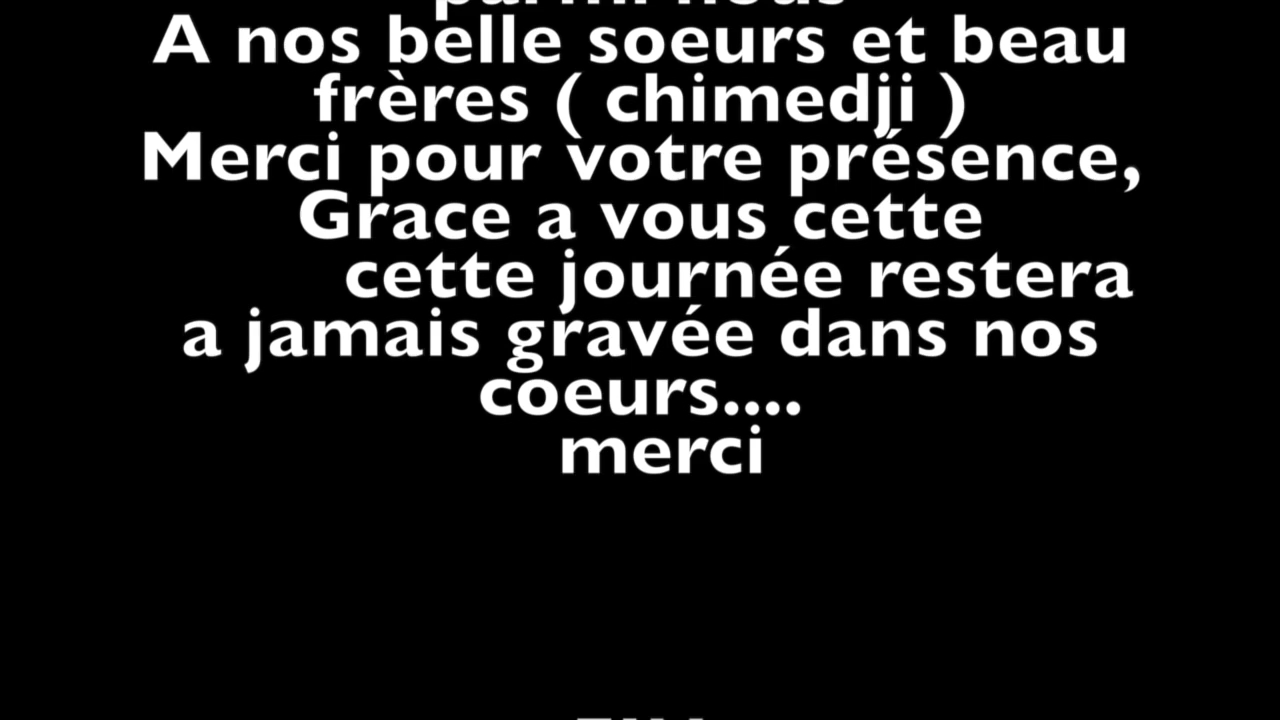 parmi nous
A nos belle soeurs et beau
frères ( chimedji )
Merci pour votre présence,
Grace a vous cette
cette journée restera
a jamais gravée dans nos
coeurs....
merci